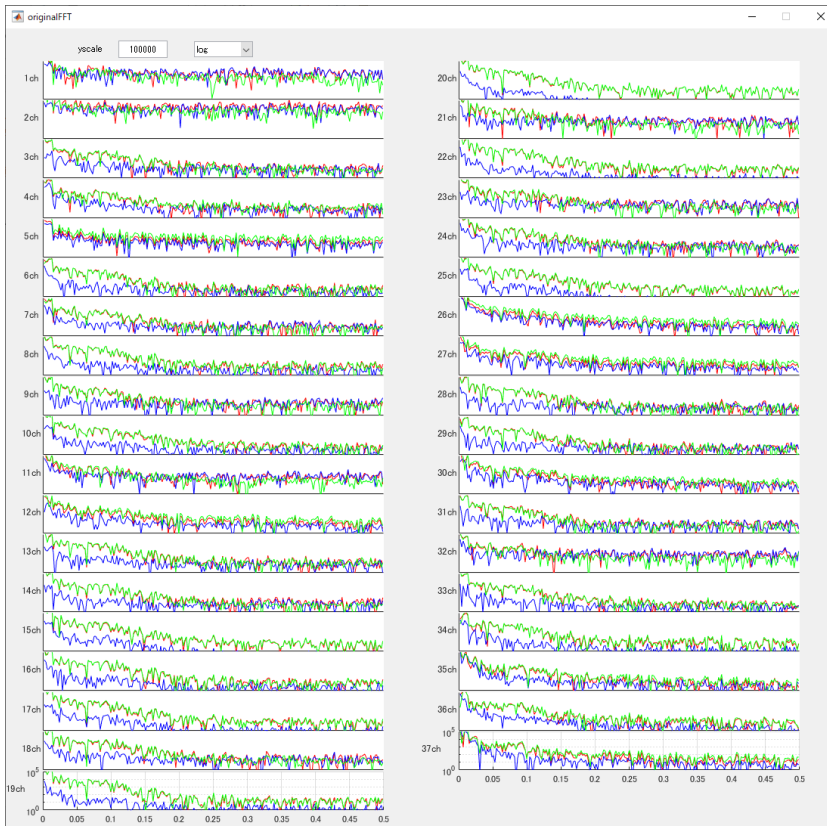 originalFFT
yscale 100000 log
1ch
2ch
3ch
4ch
5ch
6ch
7ch
8ch
9ch
10ch
11ch
12ch
13ch
14ch
15ch
16ch
17ch
18ch
10^5
19ch
10^0
0 0.05 0.1 0.15 0.2 0.25 0.3 0.35 0.4 0.45 0.5
20ch
21ch
22ch
23ch
24ch
25ch
26ch
27ch
28ch
29ch
30ch
31ch
32ch
33ch
34ch
35ch
36ch
10^5
37ch
10^0
0 0.05 0.1 0.15 0.2 0.25 0.3 0.35 0.4 0.45 0.5